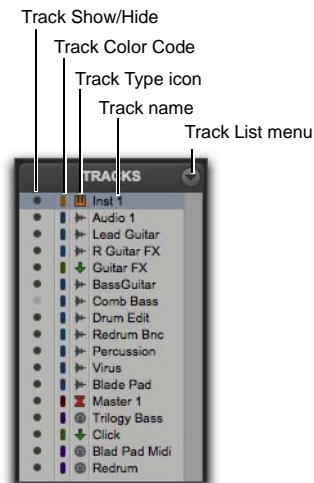 Track Show/Hide
Track Color Code
Track Type icon
Track name
Track List menu
TRACKS
Inst 1
Audio 1
Lead Guitar
R Guitar FX
Guitar FX
BassGuitar
Comb Bass
Drum Edit
Redrum Bnc
Percussion
Virus
Blade Pad
Master 1
Trilogy Bass
Click
Blad Pad Midi
Redrum